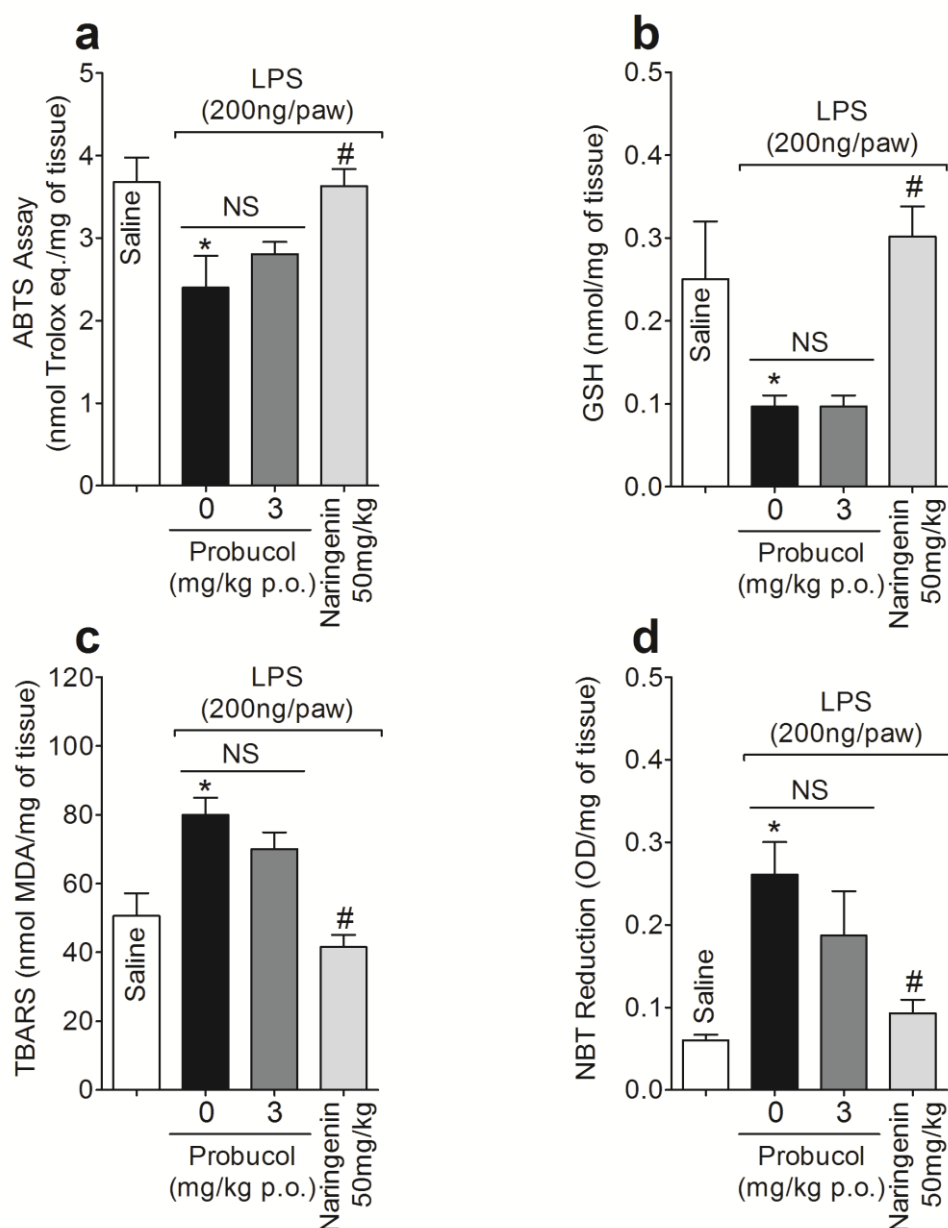 a
LPS
(200ng/paw)
ABTS Assay
(nmol Trolox eq./mg of tissue)
5
4
3
2
1
0
Saline
*
NS
#
0
3
Probucol
(mg/kg p.o.)
Naringenin
50mg/kg
b
LPS
(200ng/paw)
GSH (nmol/mg of tissue)
0.5
0.4
0.3
0.2
0.1
0.0
Saline
*
NS
#
0
3
Probucol
(mg/kg p.o.)
Naringenin
50mg/kg
c
LPS
(200ng/paw)
TBARS (nmol MDA/mg of tissue)
120
100
80
60
40
20
0
Saline
*
NS
#
0
3
Probucol
(mg/kg p.o.)
Naringenin
50mg/kg
d
LPS
(200ng/paw)
NBT Reduction (OD/mg of tissue)
0.5
0.4
0.3
0.2
0.1
0.0
Saline
*
NS
#
0
3
Probucol
(mg/kg p.o.)
Naringenin
50mg/kg